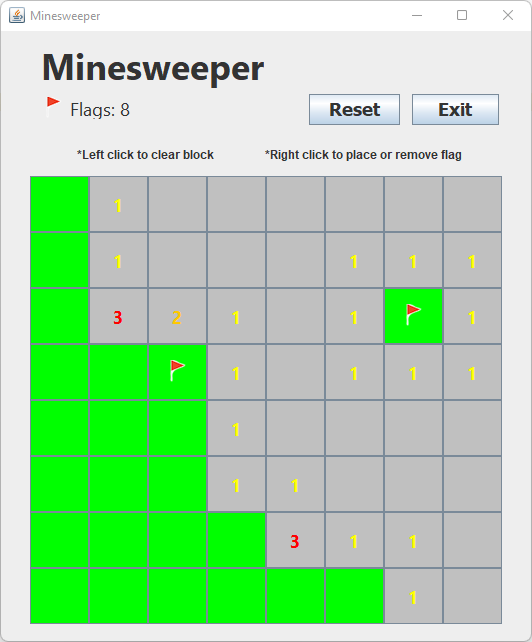 Minesweeper
Minesweeper
Flags: 8
Reset Exit
*Left click to clear block *Right click to place or remove flag
1
1 1 1 1
3 2 1 1 1
1 1 1 1
1
1 1
3 1 1
1